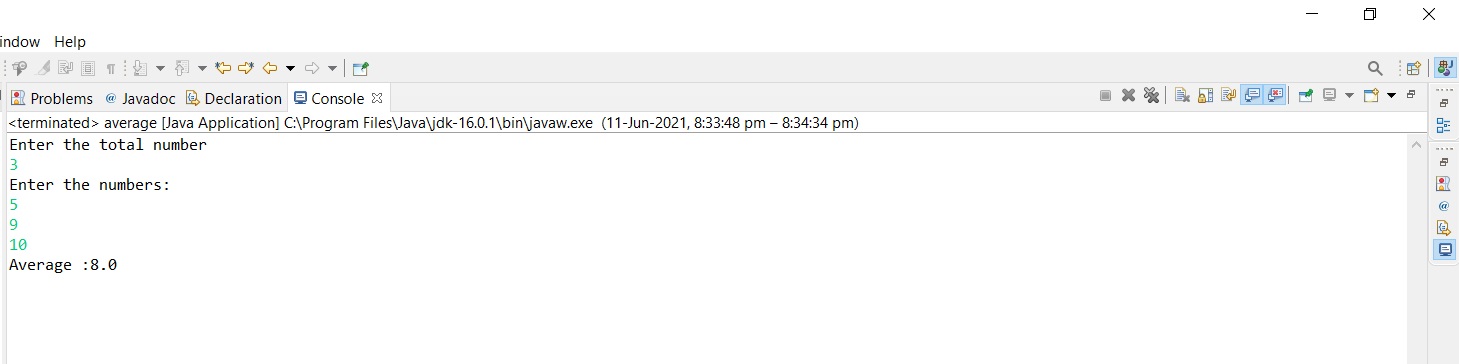 indow Help
Problems @ Javadoc Declaration Console
<terminated> average [Java Application] C:\Program Files\Java\jdk-16.0.1\bin\javaw.exe (11-Jun-2021, 8:33:48 pm – 8:34:34 pm)
Enter the total number
3
Enter the numbers:
5
9
10
Average :8.0